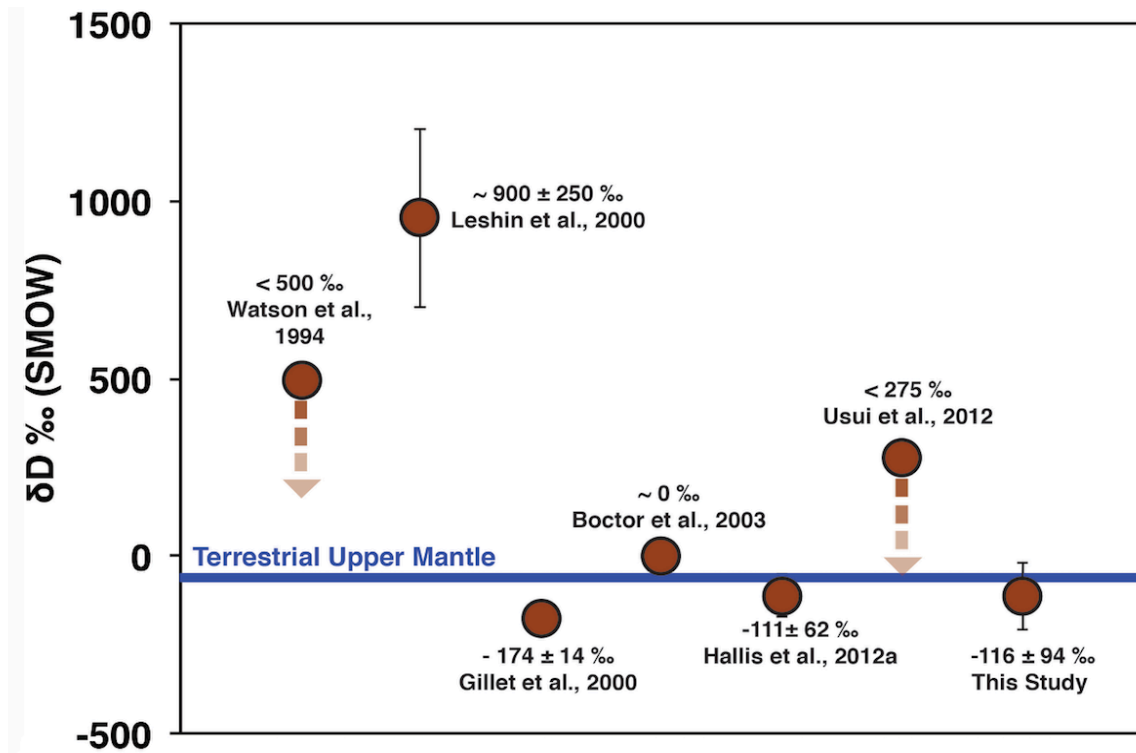 1500
1000
500
0
-500
δD ‰ (SMOW)
~ 900 ± 250 ‰
Leshin et al., 2000
< 500 ‰
Watson et al.,
1994
< 275 ‰
Usui et al., 2012
~ 0 ‰
Boctor et al., 2003
Terrestrial Upper Mantle
- 174 ± 14 ‰
Gillet et al., 2000
-111± 62 ‰
Hallis et al., 2012a
-116 ± 94 ‰
This Study